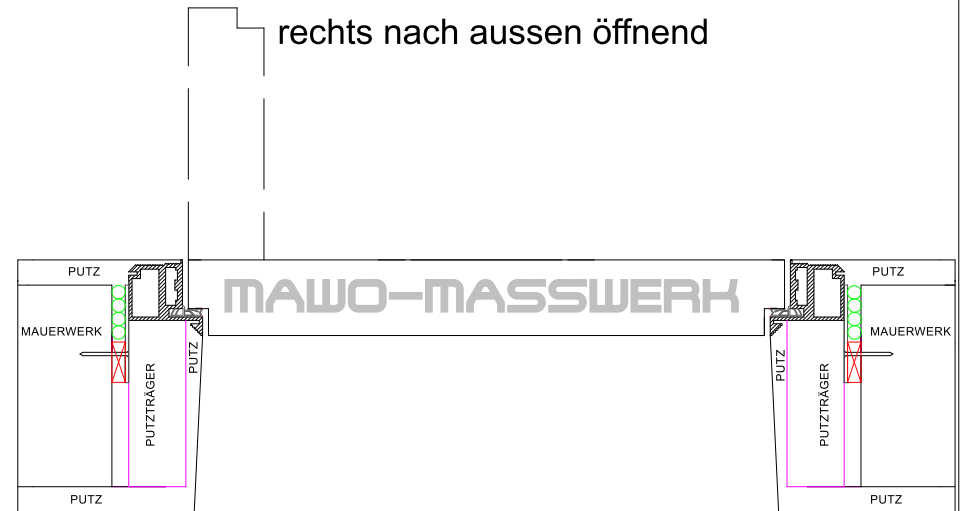 rechts nach aussen öffnend
PUTZ
PUTZ
MAWO-MASSWERK
MAUERWERK
MAUERWERK
PUTZ
PUTZ
PUTZTRÄGER
PUTZTRÄGER
PUTZ
PUTZ